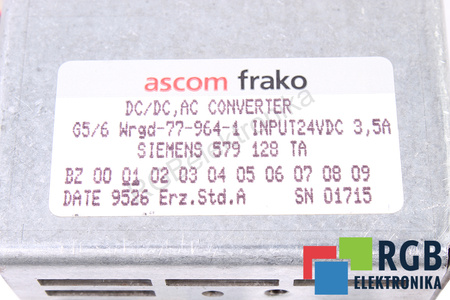 ascom frako
DC/DC,AC CONVERTER
G5/6 Wrgd-77-964-1 INPUT24VDC 3,5A
SIEMENS 579 128 TA
BZ 00 01 02 03 04 05 06 07 08 09
DATE 9526 Erz.Std.A SN 01715
RGBelektronika
RGB
ELEKTRONIKA